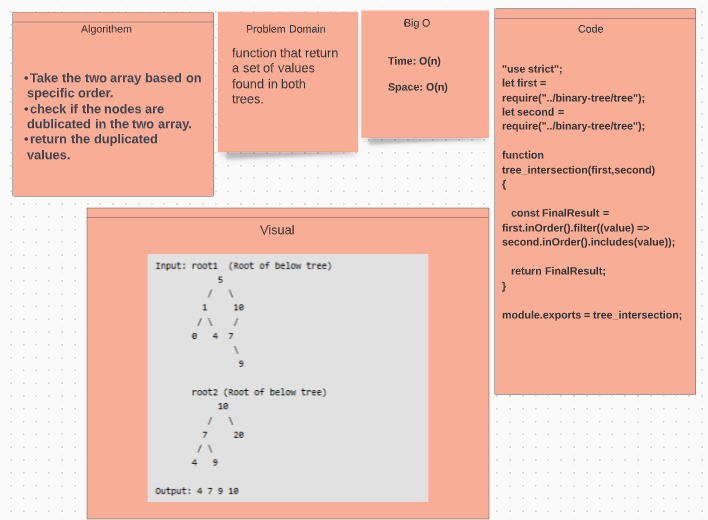 Algorithem
•Take the two array based on
specific order.
•check if the nodes are
dublicated in the two array.
•return the duplicated
values.
Problem Domain
function that return
a set of values
found in both
trees.
Big O
Time: O(n)
Space: O(n)
Code
"use strict";
let first =
require("../binary-tree/tree");
let second =
require("../binary-tree/tree");
function
tree_intersection(first,second)
{
const FinalResult =
first.inOrder().filter((value) =>
second.inOrder().includes(value));
return FinalResult;
}
module.exports = tree_intersection;
Visual
Input: root1 (Root of below tree)
5
/ \
1 10
/ \ /
0 4 7
\
9
root2 (Root of below tree)
10
/ \
7 20
/ \
4 9
Output: 4 7 9 10